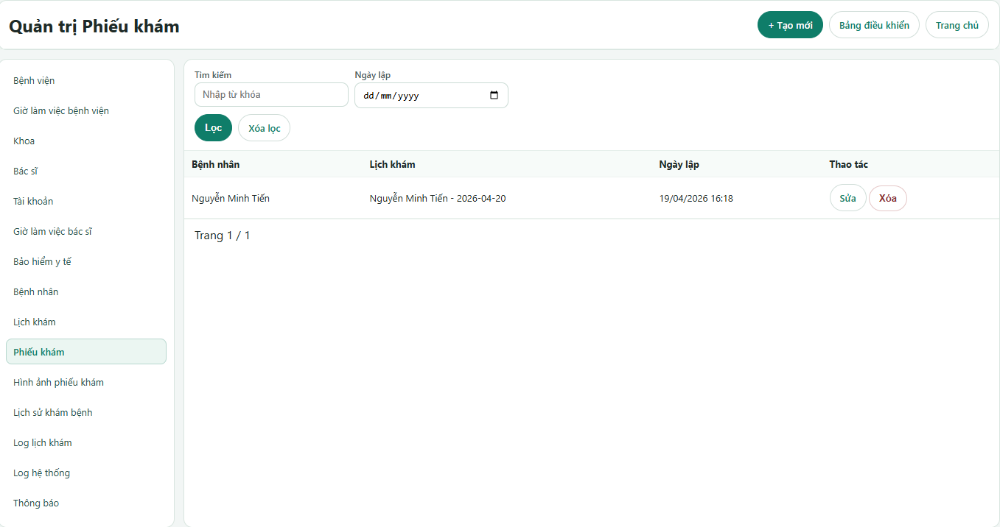 Quản trị Phiếu khám
+ Tạo mới
Bảng điều khiển
Trang chủ
Bệnh viện
Giờ làm việc bệnh viện
Khoa
Bác sĩ
Tài khoản
Giờ làm việc bác sĩ
Bảo hiểm y tế
Bệnh nhân
Lịch khám
Phiếu khám
Hình ảnh phiếu khám
Lịch sử khám bệnh
Log lịch khám
Log hệ thống
Thông báo
Tìm kiếm
Ngày lập
Nhập từ khóa
dd/mm/yyyy
Lọc
Xóa lọc
Bệnh nhân
Lịch khám
Ngày lập
Thao tác
Nguyễn Minh Tiến
Nguyễn Minh Tiến - 2026-04-20
19/04/2026 16:18
Sửa
Xóa
Trang 1 / 1